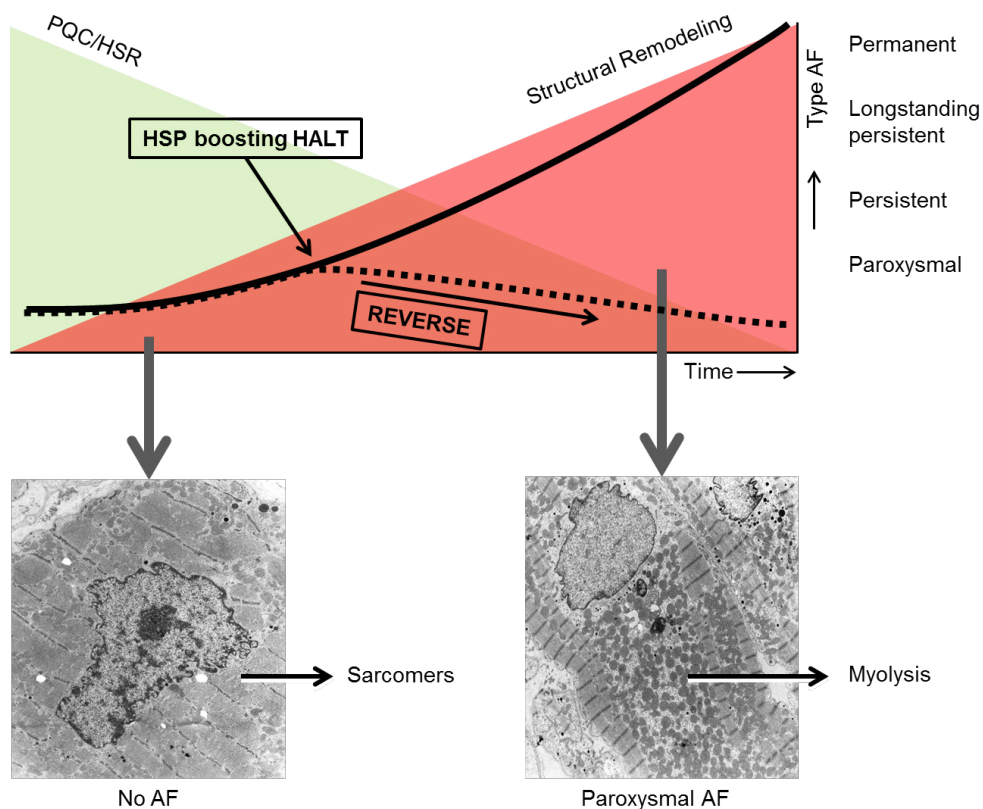 PQC/HSR
Structural Remodeling
HSP boosting HALT
REVERSE
Type AF
Permanent
Longstanding
persistent
Persistent
Paroxysmal
Time
Sarcomers
Myolysis
No AF
Paroxysmal AF